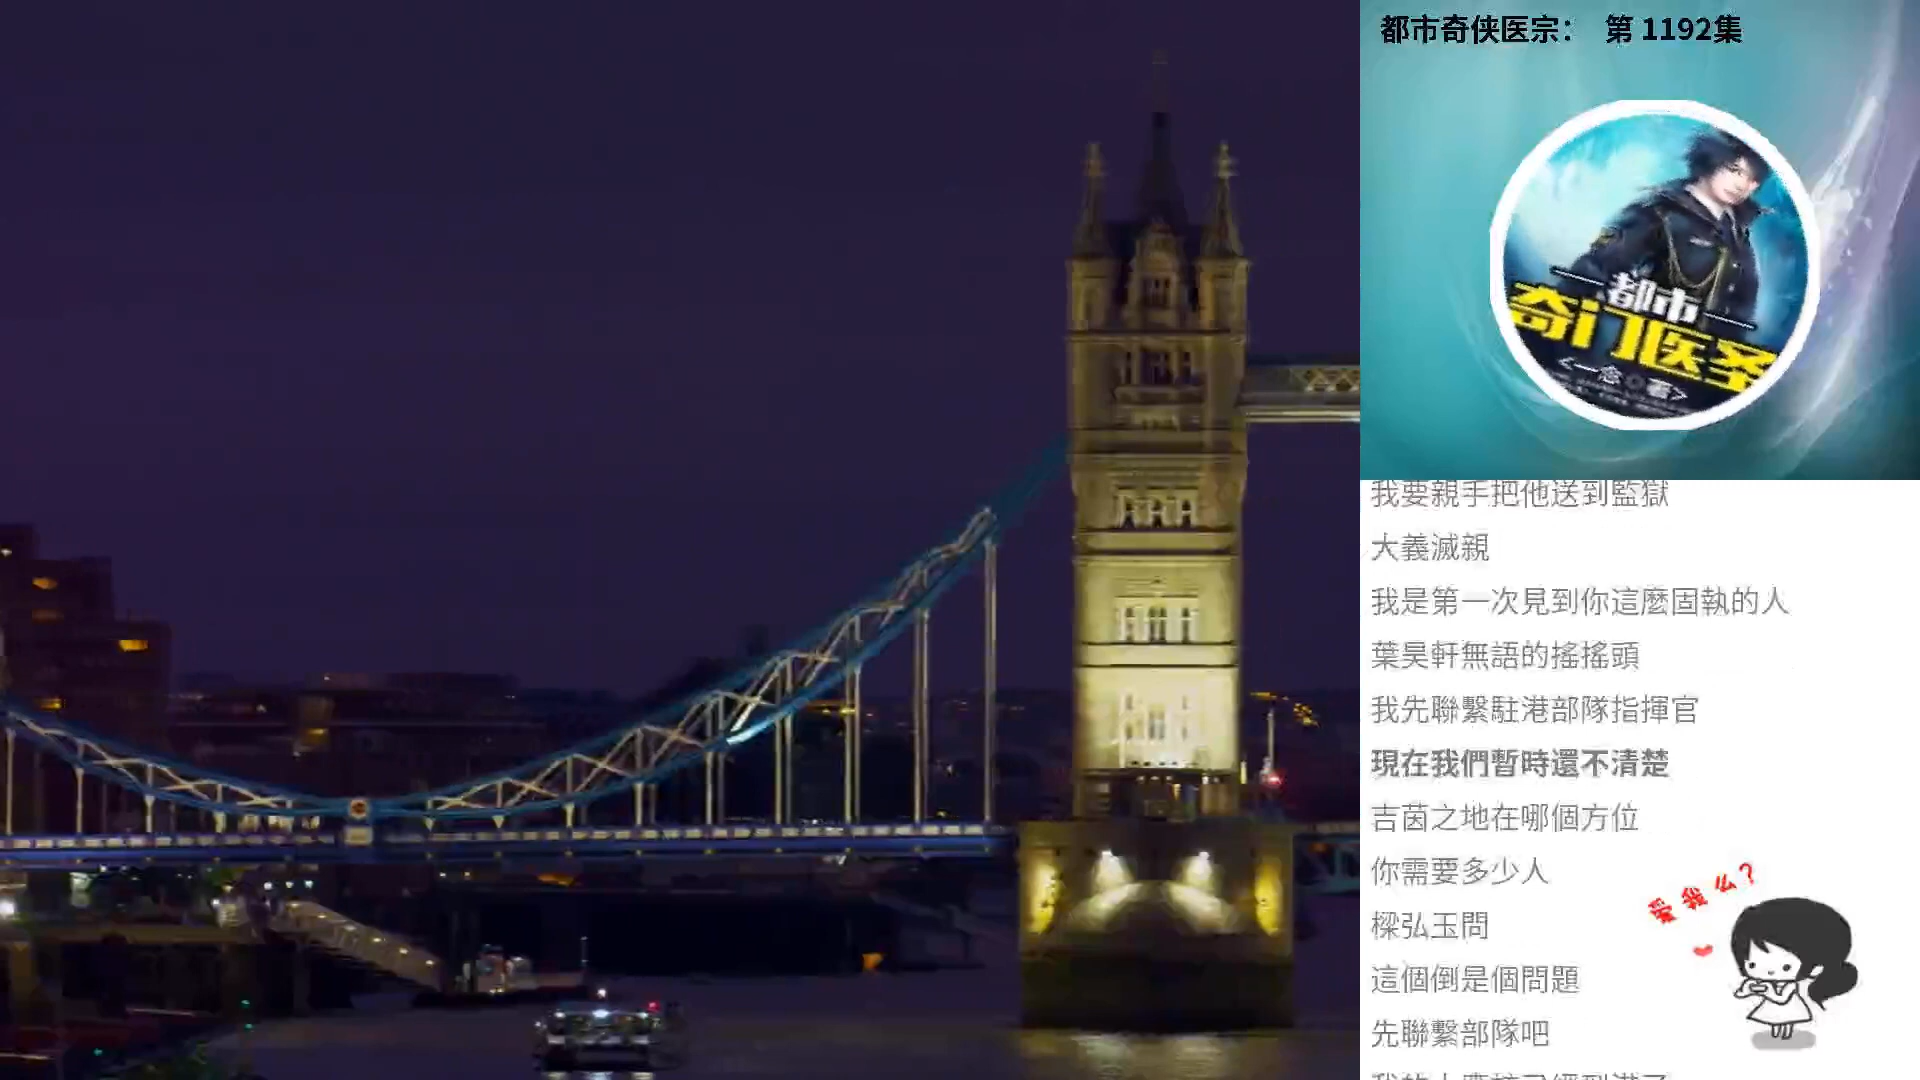 都市奇侠医宗： 第 1192集
都市
奇门医圣
<一念 著>
我要親手把他送到監獄
大義滅親
我是第一次見到你這麼固執的人
葉昊軒無語的搖搖頭
我先聯繫駐港部隊指揮官
現在我們暫時還不清楚
吉茵之地在哪個方位
你需要多少人
愛我么？
樑弘玉問
這個倒是個問題
先聯繫部隊吧